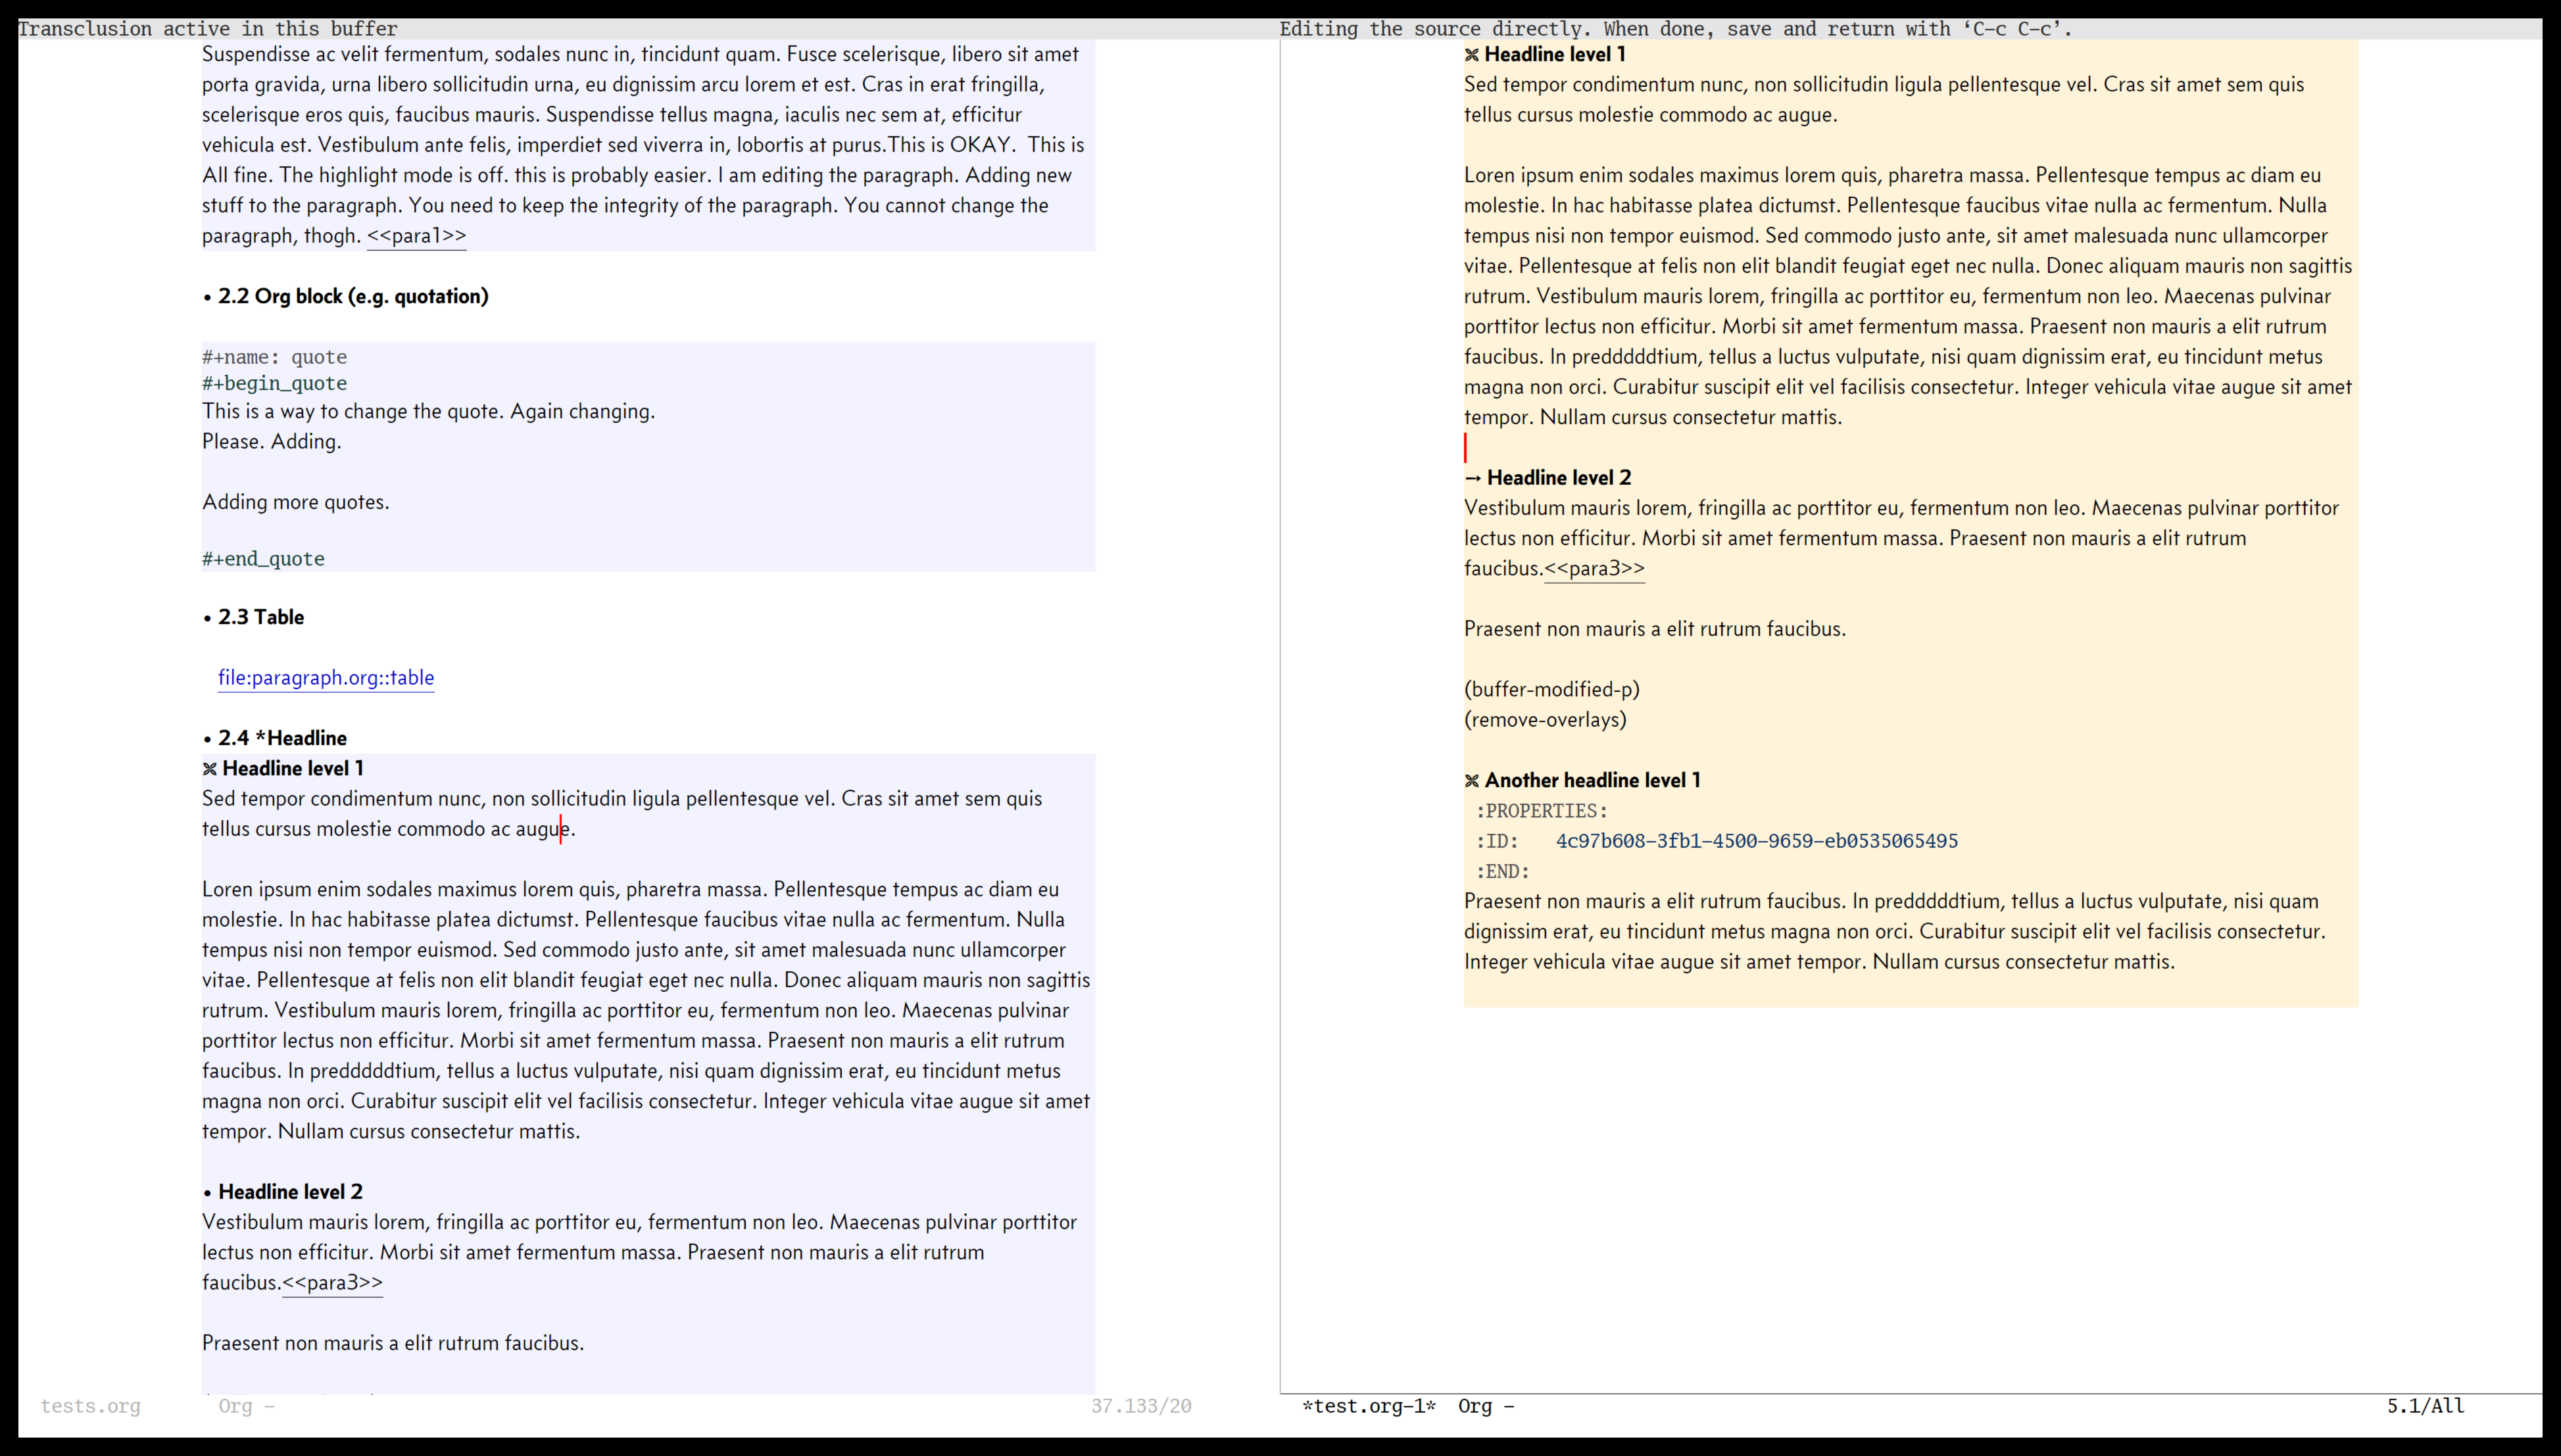 Transclusion active in this buffer
Suspendisse ac velit fermentum, sodales nunc in, tincidunt quam. Fusce scelerisque, libero sit amet
porta gravida, urna libero sollicitudin urna, eu dignissim arcu lorem et est. Cras in erat fringilla,
scelerisque eros quis, faucibus mauris. Suspendisse tellus magna, iaculis nec sem at, efficitur
vehicula est. Vestibulum ante felis, imperdiet sed viverra in, lobortis at purus.This is OKAY.  This is
All fine. The highlight mode is off. this is probably easier. I am editing the paragraph. Adding new
stuff to the paragraph. You need to keep the integrity of the paragraph. You cannot change the
paragraph, thogh. <<para1>>
• 2.2 Org block (e.g. quotation)
#+name: quote
#+begin_quote
This is a way to change the quote. Again changing.
Please. Adding.
Adding more quotes.
#+end_quote
• 2.3 Table
file:paragraph.org::table
• 2.4 *Headline
⌘ Headline level 1
Sed tempor condimentum nunc, non sollicitudin ligula pellentesque vel. Cras sit amet sem quis
tellus cursus molestie commodo ac augue.
Loren ipsum enim sodales maximus lorem quis, pharetra massa. Pellentesque tempus ac diam eu
molestie. In hac habitasse platea dictumst. Pellentesque faucibus vitae nulla ac fermentum. Nulla
tempus nisi non tempor euismod. Sed commodo justo ante, sit amet malesuada nunc ullamcorper
vitae. Pellentesque at felis non elit blandit feugiat eget nec nulla. Donec aliquam mauris non sagittis
rutrum. Vestibulum mauris lorem, fringilla ac porttitor eu, fermentum non leo. Maecenas pulvinar
porttitor lectus non efficitur. Morbi sit amet fermentum massa. Praesent non mauris a elit rutrum
faucibus. In predddddtium, tellus a luctus vulputate, nisi quam dignissim erat, eu tincidunt metus
magna non orci. Curabitur suscipit elit vel facilisis consectetur. Integer vehicula vitae augue sit amet
tempor. Nullam cursus consectetur mattis.
• Headline level 2
Vestibulum mauris lorem, fringilla ac porttitor eu, fermentum non leo. Maecenas pulvinar porttitor
lectus non efficitur. Morbi sit amet fermentum massa. Praesent non mauris a elit rutrum
faucibus.<<para3>>
Praesent non mauris a elit rutrum faucibus.
tests.org Org - 37.133/20
Editing the source directly. When done, save and return with ‘C-c C-c’.
⌘ Headline level 1
Sed tempor condimentum nunc, non sollicitudin ligula pellentesque vel. Cras sit amet sem quis
tellus cursus molestie commodo ac augue.
Loren ipsum enim sodales maximus lorem quis, pharetra massa. Pellentesque tempus ac diam eu
molestie. In hac habitasse platea dictumst. Pellentesque faucibus vitae nulla ac fermentum. Nulla
tempus nisi non tempor euismod. Sed commodo justo ante, sit amet malesuada nunc ullamcorper
vitae. Pellentesque at felis non elit blandit feugiat eget nec nulla. Donec aliquam mauris non sagittis
rutrum. Vestibulum mauris lorem, fringilla ac porttitor eu, fermentum non leo. Maecenas pulvinar
porttitor lectus non efficitur. Morbi sit amet fermentum massa. Praesent non mauris a elit rutrum
faucibus. In predddddtium, tellus a luctus vulputate, nisi quam dignissim erat, eu tincidunt metus
magna non orci. Curabitur suscipit elit vel facilisis consectetur. Integer vehicula vitae augue sit amet
tempor. Nullam cursus consectetur mattis.
→ Headline level 2
Vestibulum mauris lorem, fringilla ac porttitor eu, fermentum non leo. Maecenas pulvinar porttitor
lectus non efficitur. Morbi sit amet fermentum massa. Praesent non mauris a elit rutrum
faucibus.<<para3>>
Praesent non mauris a elit rutrum faucibus.
(buffer-modified-p)
(remove-overlays)
⌘ Another headline level 1
:PROPERTIES:
:ID: 4c97b608-3fb1-4500-9659-eb0535065495
:END:
Praesent non mauris a elit rutrum faucibus. In predddddtium, tellus a luctus vulputate, nisi quam
dignissim erat, eu tincidunt metus magna non orci. Curabitur suscipit elit vel facilisis consectetur.
Integer vehicula vitae augue sit amet tempor. Nullam cursus consectetur mattis.
*test.org-1* Org - 5.1/All